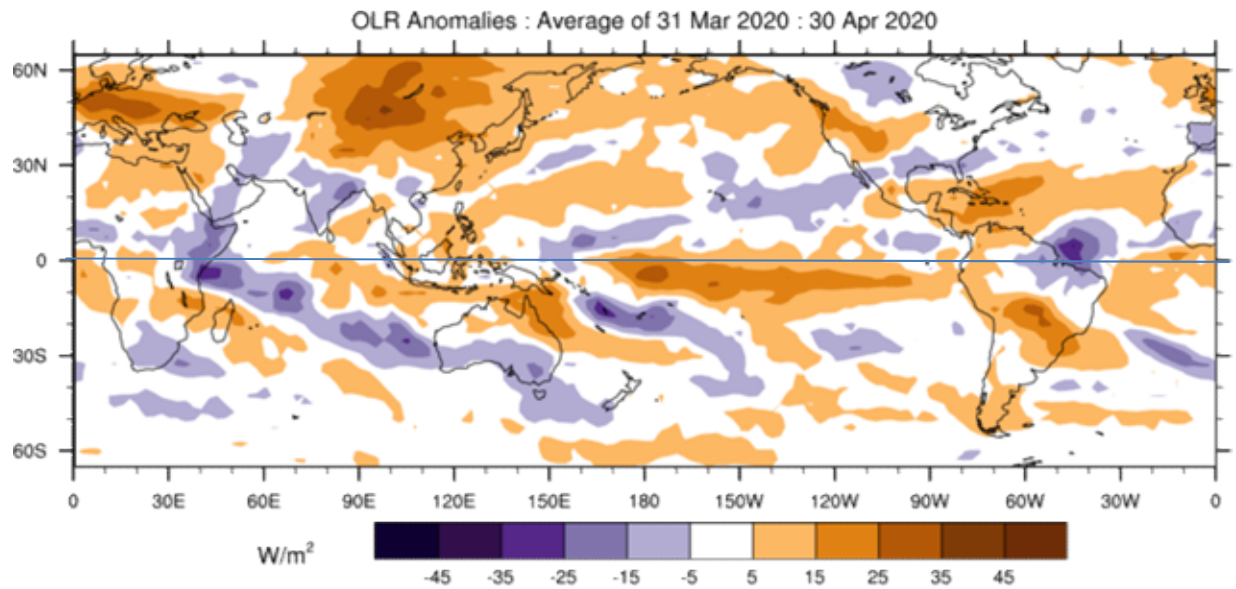 OLR Anomalies : Average of 31 Mar 2020 : 30 Apr 2020
60N
30N
0
30S
60S
0 30E 60E 90E 120E 150E 180 150W 120W 90W 60W 30W 0
W/m²
-45 -35 -25 -15 -5 5 15 25 35 45